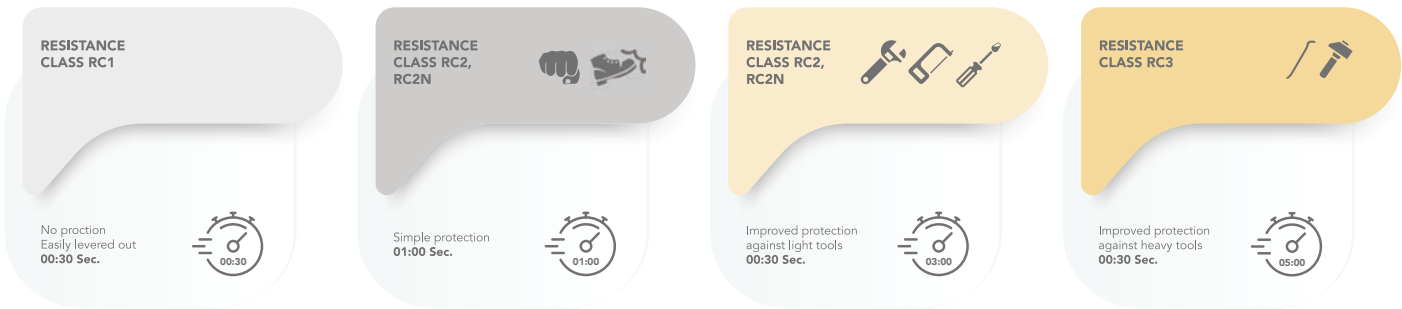 RESISTANCE
CLASS RC1
No proction
Easily levered out
00:30 Sec.
00:30
RESISTANCE
CLASS RC2,
RC2N
Simple protection
01:00 Sec.
01:00
RESISTANCE
CLASS RC2,
RC2N
Improved protection
against light tools
00:30 Sec.
03:00
RESISTANCE
CLASS RC3
Improved protection
against heavy tools
00:30 Sec.
05:00